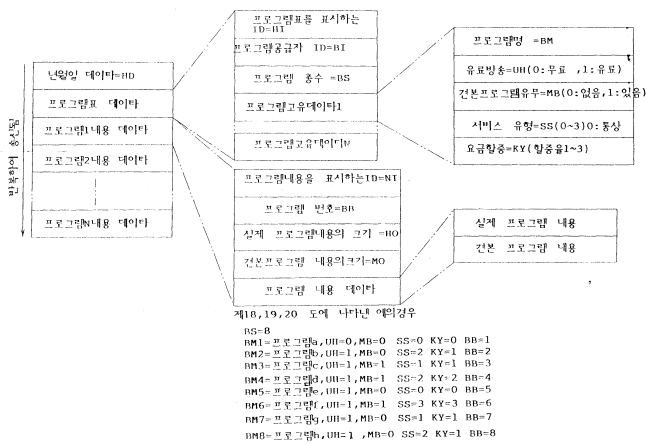 반복하여 송신됨
년월일 데이타=HD
프로그램표 데이타
프로그램1내용 데이타
프로그램2내용 데이타
프로그램N내용 데이타
프로그램표를 표시하는
ID=HI
프로그램공급자 ID=BI
프로그램 총수 =BS
프로그램고유데이타1
프로그램고유데이타N
프로그램명 =BM
유료방송=UH(0:무료 ,1:유료)
견본프로그램유무=MB(0:없음,1:있음)
서비스 유형=SS(0~3)0:통상
요금할증=KY(할증율1~3)
프로그램내용을 표시하는ID=NI
프로그램 번호=BB
실제 프로그램내용의 크기 =HO
견본프로그램 내용의크기=MO
프로그램 내용 데이타
실제 프로그램 내용
견본 프로그램 내용
제18,19,20 도에 나타낸 예의경우
BS=8
BM1=프로그램a,UH=0,MB=0 SS=0 KY=0 BB=1
BM2=프로그램b,UH=1,MB=0 SS=2 KY=1 BB=2
BM3=프로그램c,UH=1,MB=1 SS=1 KY=1 BB=3
BM4=프로그램d,UH=1,MB=1 SS=2 KY=2 BB=4
BM5=프로그램e,UH=1,MB=0 SS=0 KY=0 BB=5
BM6=프로그램f,UH=1,MB=1 SS=3 KY=3 BB=6
BM7=프로그램g,UH=1,MB=0 SS=1 KY=1 BB=7
BM8=프로그램h,UH=1 ,MB=0 SS=2 KY=1 BB=8